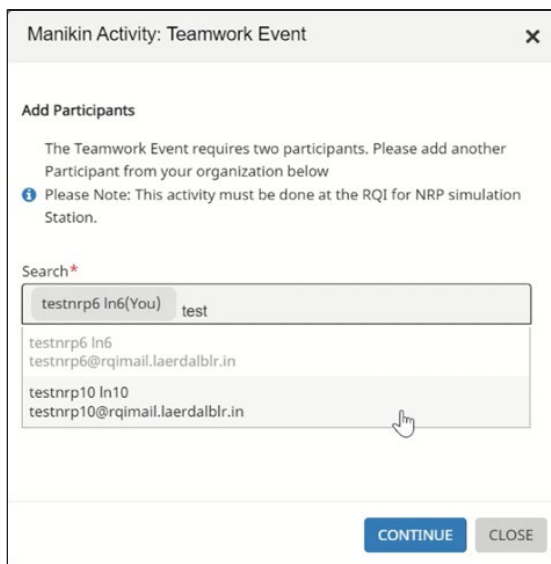 Manikin Activity: Teamwork Event
Add Participants
The Teamwork Event requires two participants. Please add another
Participant from your organization below
Please Note: This activity must be done at the RQI for NRP simulation
Station.
Search*
testnrp6 ln6(You) test
testnrp6 ln6
testnrp6@rqimail.laerdalblr.in
testnrp10 ln10
testnrp10@rqimail.laerdalblr.in
CONTINUE CLOSE